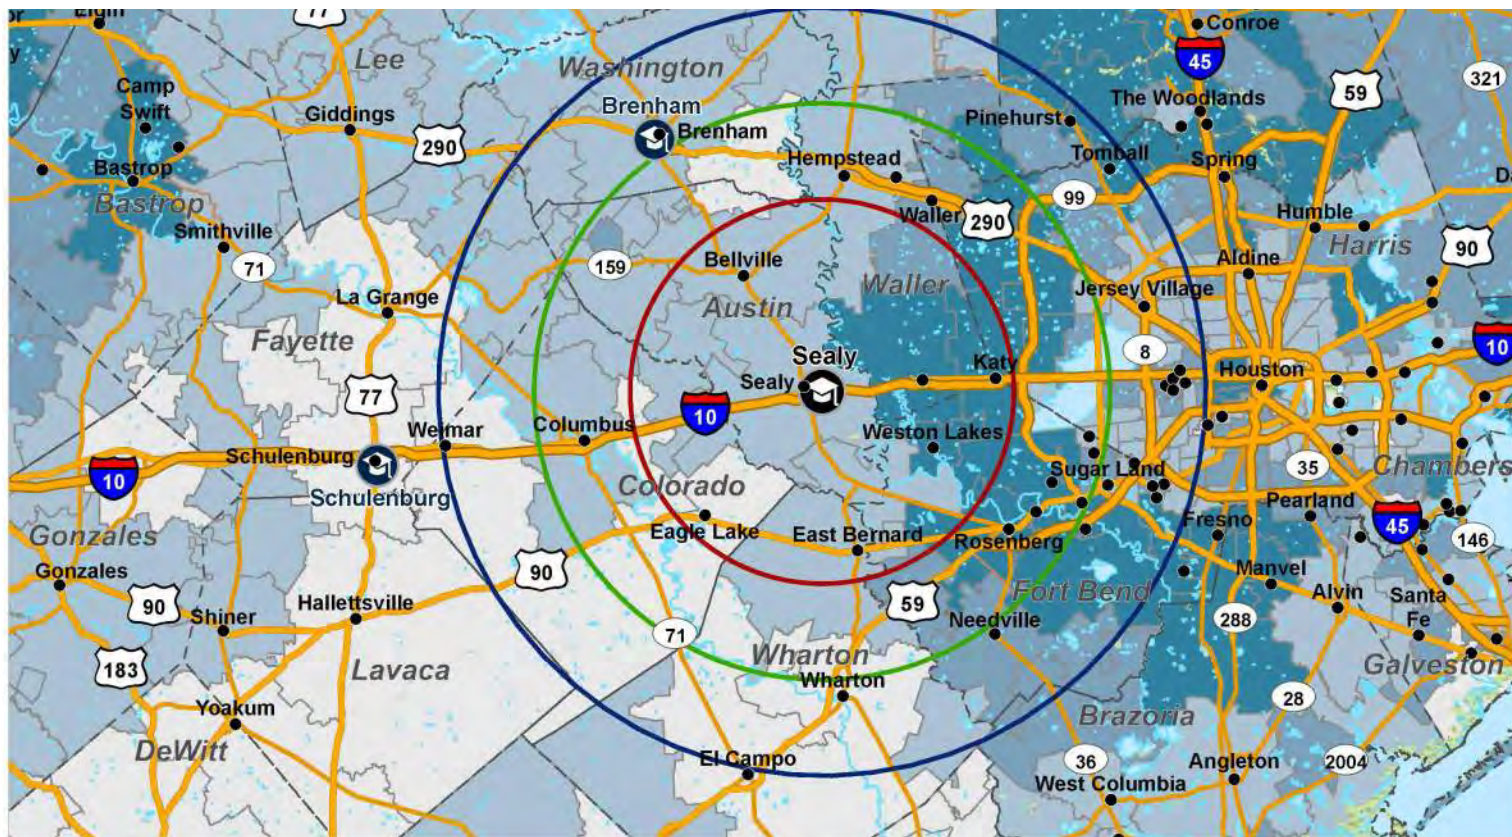 77
Conroe
Elgin
Lee
45
321
Washington
59
Camp
Swift
The Woodlands
Brenham
Giddings
Brenham
Pinehurst
290
Hempstead
Tomball
Spring
Bastrop
Bastrop
99
Waller
Humble
290
Smithville
Harris
90
71
159
Bellville
Aldine
Waller
La Grange
Austin
Jersey Village
Fayette
10
8
Sealy
Katy
Houston
Sealy
77
10
Columbus
Weimar
Weston Lakes
Schulenburg
Sugar Land
35
Chambers
10
Schulenburg
Colorado
Pearland
Gonzales
Eagle Lake
East Bernard
Rosenberg
Fresno
45
146
Gonzales
90
Manvel
Fort Bend
Alvin
Santa
Fe
90
Hallettsville
59
Shiner
288
71
Needville
183
Lavaca
Wharton
Galveston
Wharton
28
Yoakum
Brazoria
DeWitt
El Campo
36
Angleton
2004
West Columbia